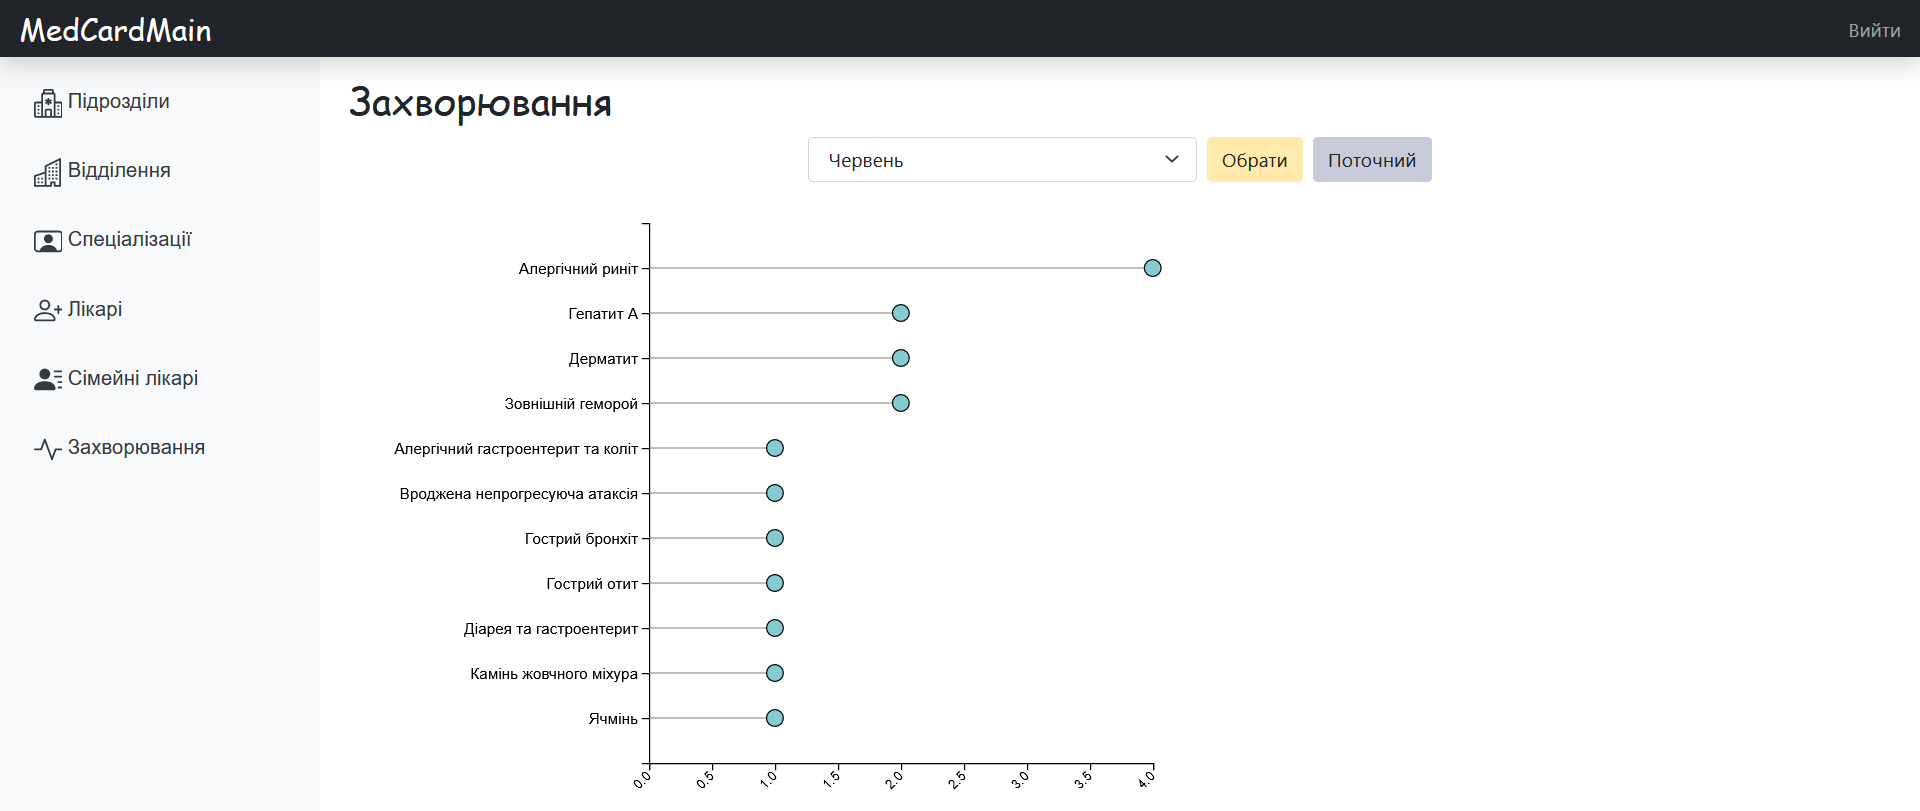 MedCardMain
Вийти
Підрозділи
Відділення
Спеціалізації
Лікарі
Сімейні лікарі
Захворювання
Захворювання
Червень
Обрати
Поточний
Алергічний риніт
Гепатит А
Дерматит
Зовнішній геморой
Алергічний гастроентерит та коліт
Вроджена непрогресуюча атаксія
Гострий бронхіт
Гострий отит
Діарея та гастроентерит
Камінь жовчного міхура
Ячмінь
0.0 0.5 1.0 1.5 2.0 2.5 3.0 3.5 4.0